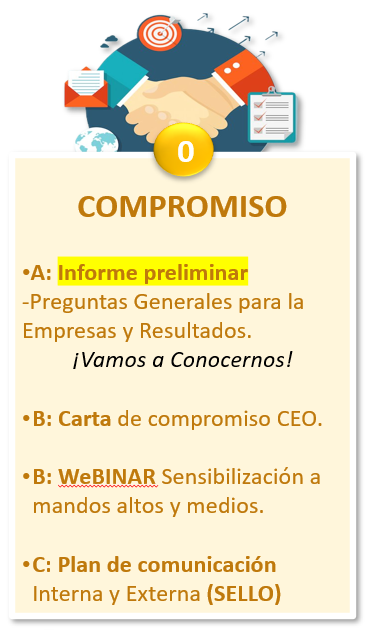 0
COMPROMISO
•A: Informe preliminar
-Preguntas Generales para la
Empresas y Resultados.
¡Vamos a Conocernos!
•B: Carta de compromiso CEO.
•B: WeBINAR Sensibilización a
mandos altos y medios.
•C: Plan de comunicación
Interna y Externa (SELLO)